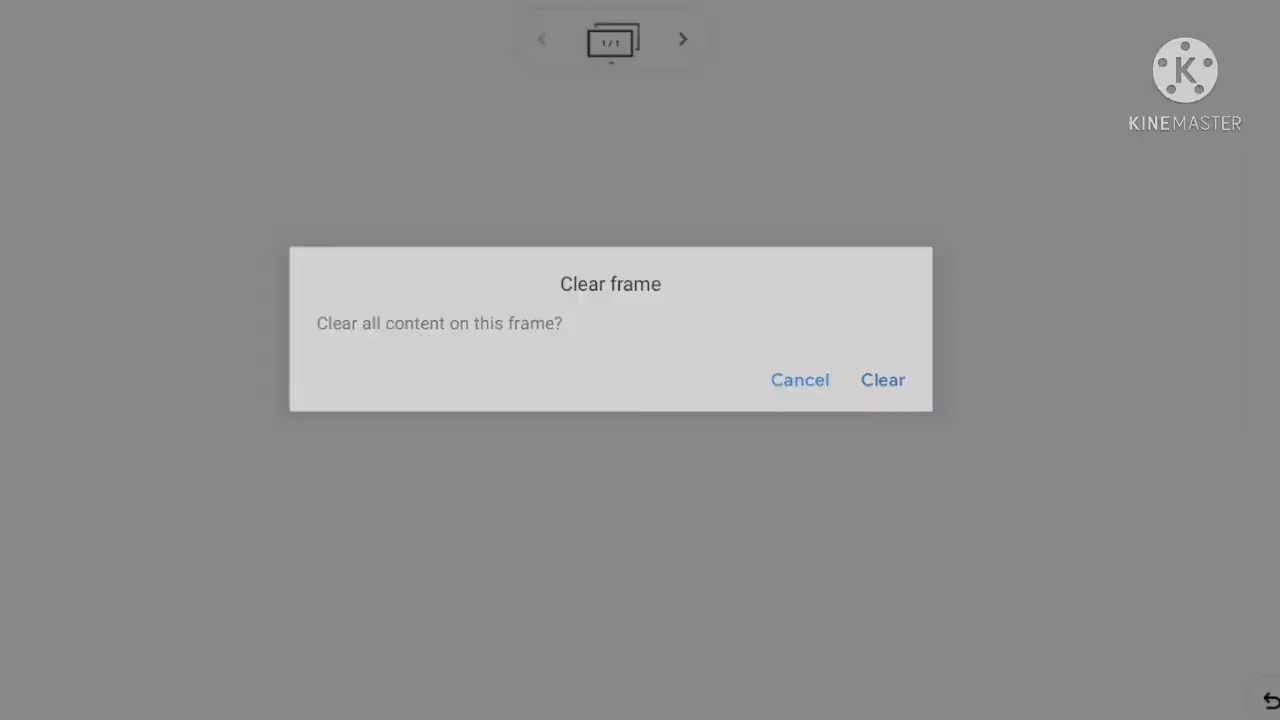 1/1
K
KINEMASTER
Clear frame
Clear all content on this frame?
Cancel Clear